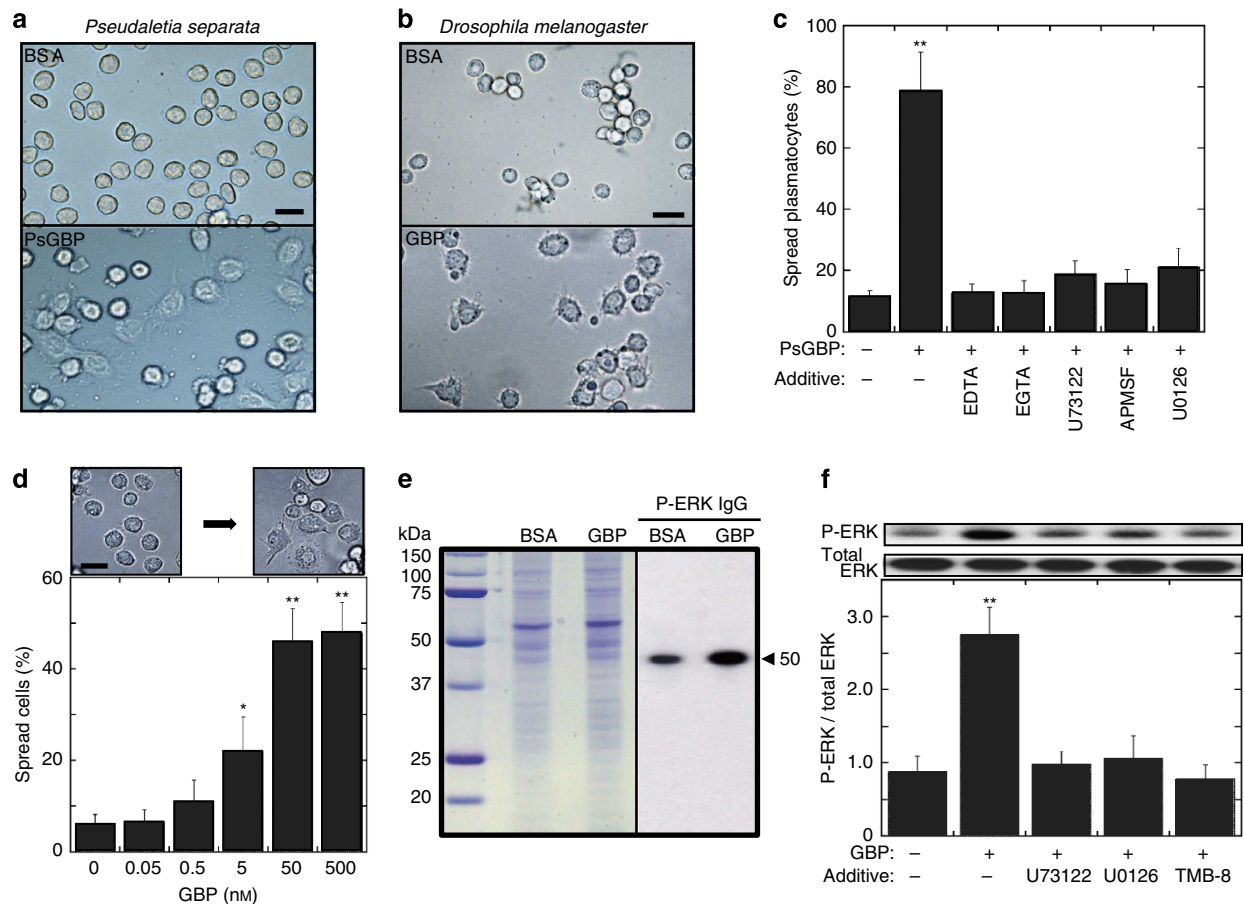 a
Pseudaletia separata
BSA
PsGBP
b
Drosophila melanogaster
BSA
GBP
c
Spread plasmatocytes (%)
100
80
60
40
20
0
**
PsGBP: – + + + + + +
Additive: – – EDTA EGTA U73122 APMSF U0126
d
Spread cells (%)
60
40
20
0
*
**
**
0 0.05 0.5 5 50 500
GBP (nM)
e
P-ERK IgG
kDa BSA GBP BSA GBP
150
100
75
50
37
25
20
50
f
P-ERK
Total
ERK
P-ERK / total ERK
3.0
2.0
1.0
0
**
GBP: – + + + +
Additive: – – U73122 U0126 TMB-8